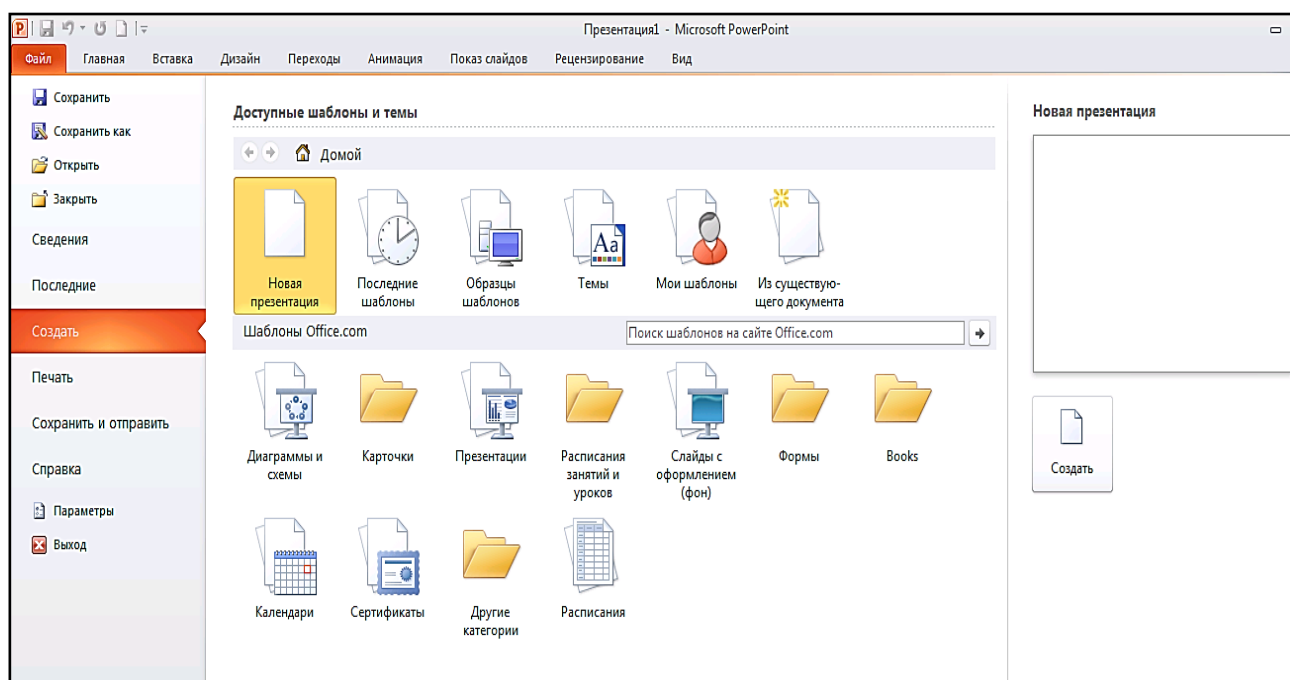 Презентация1 - Microsoft PowerPoint
Файл Главная Вставка Дизайн Переходы Анимация Показ слайдов Рецензирование Вид
Сохранить
Сохранить как
Открыть
Закрыть
Сведения
Последние
Создать
Печать
Сохранить и отправить
Справка
Параметры
Выход
Доступные шаблоны и темы
Домой
Новая
презентация
Последние
шаблоны
Образцы
шаблонов
Темы
Мои шаблоны
Из существую-
щего документа
Шаблоны Office.com
Поиск шаблонов на сайте Office.com
Диаграммы и
схемы
Карточки
Презентации
Расписания
занятий и
уроков
Слайды с
оформлением
(фон)
Формы
Books
Календари
Сертификаты
Другие
категории
Расписания
Новая презентация
Создать